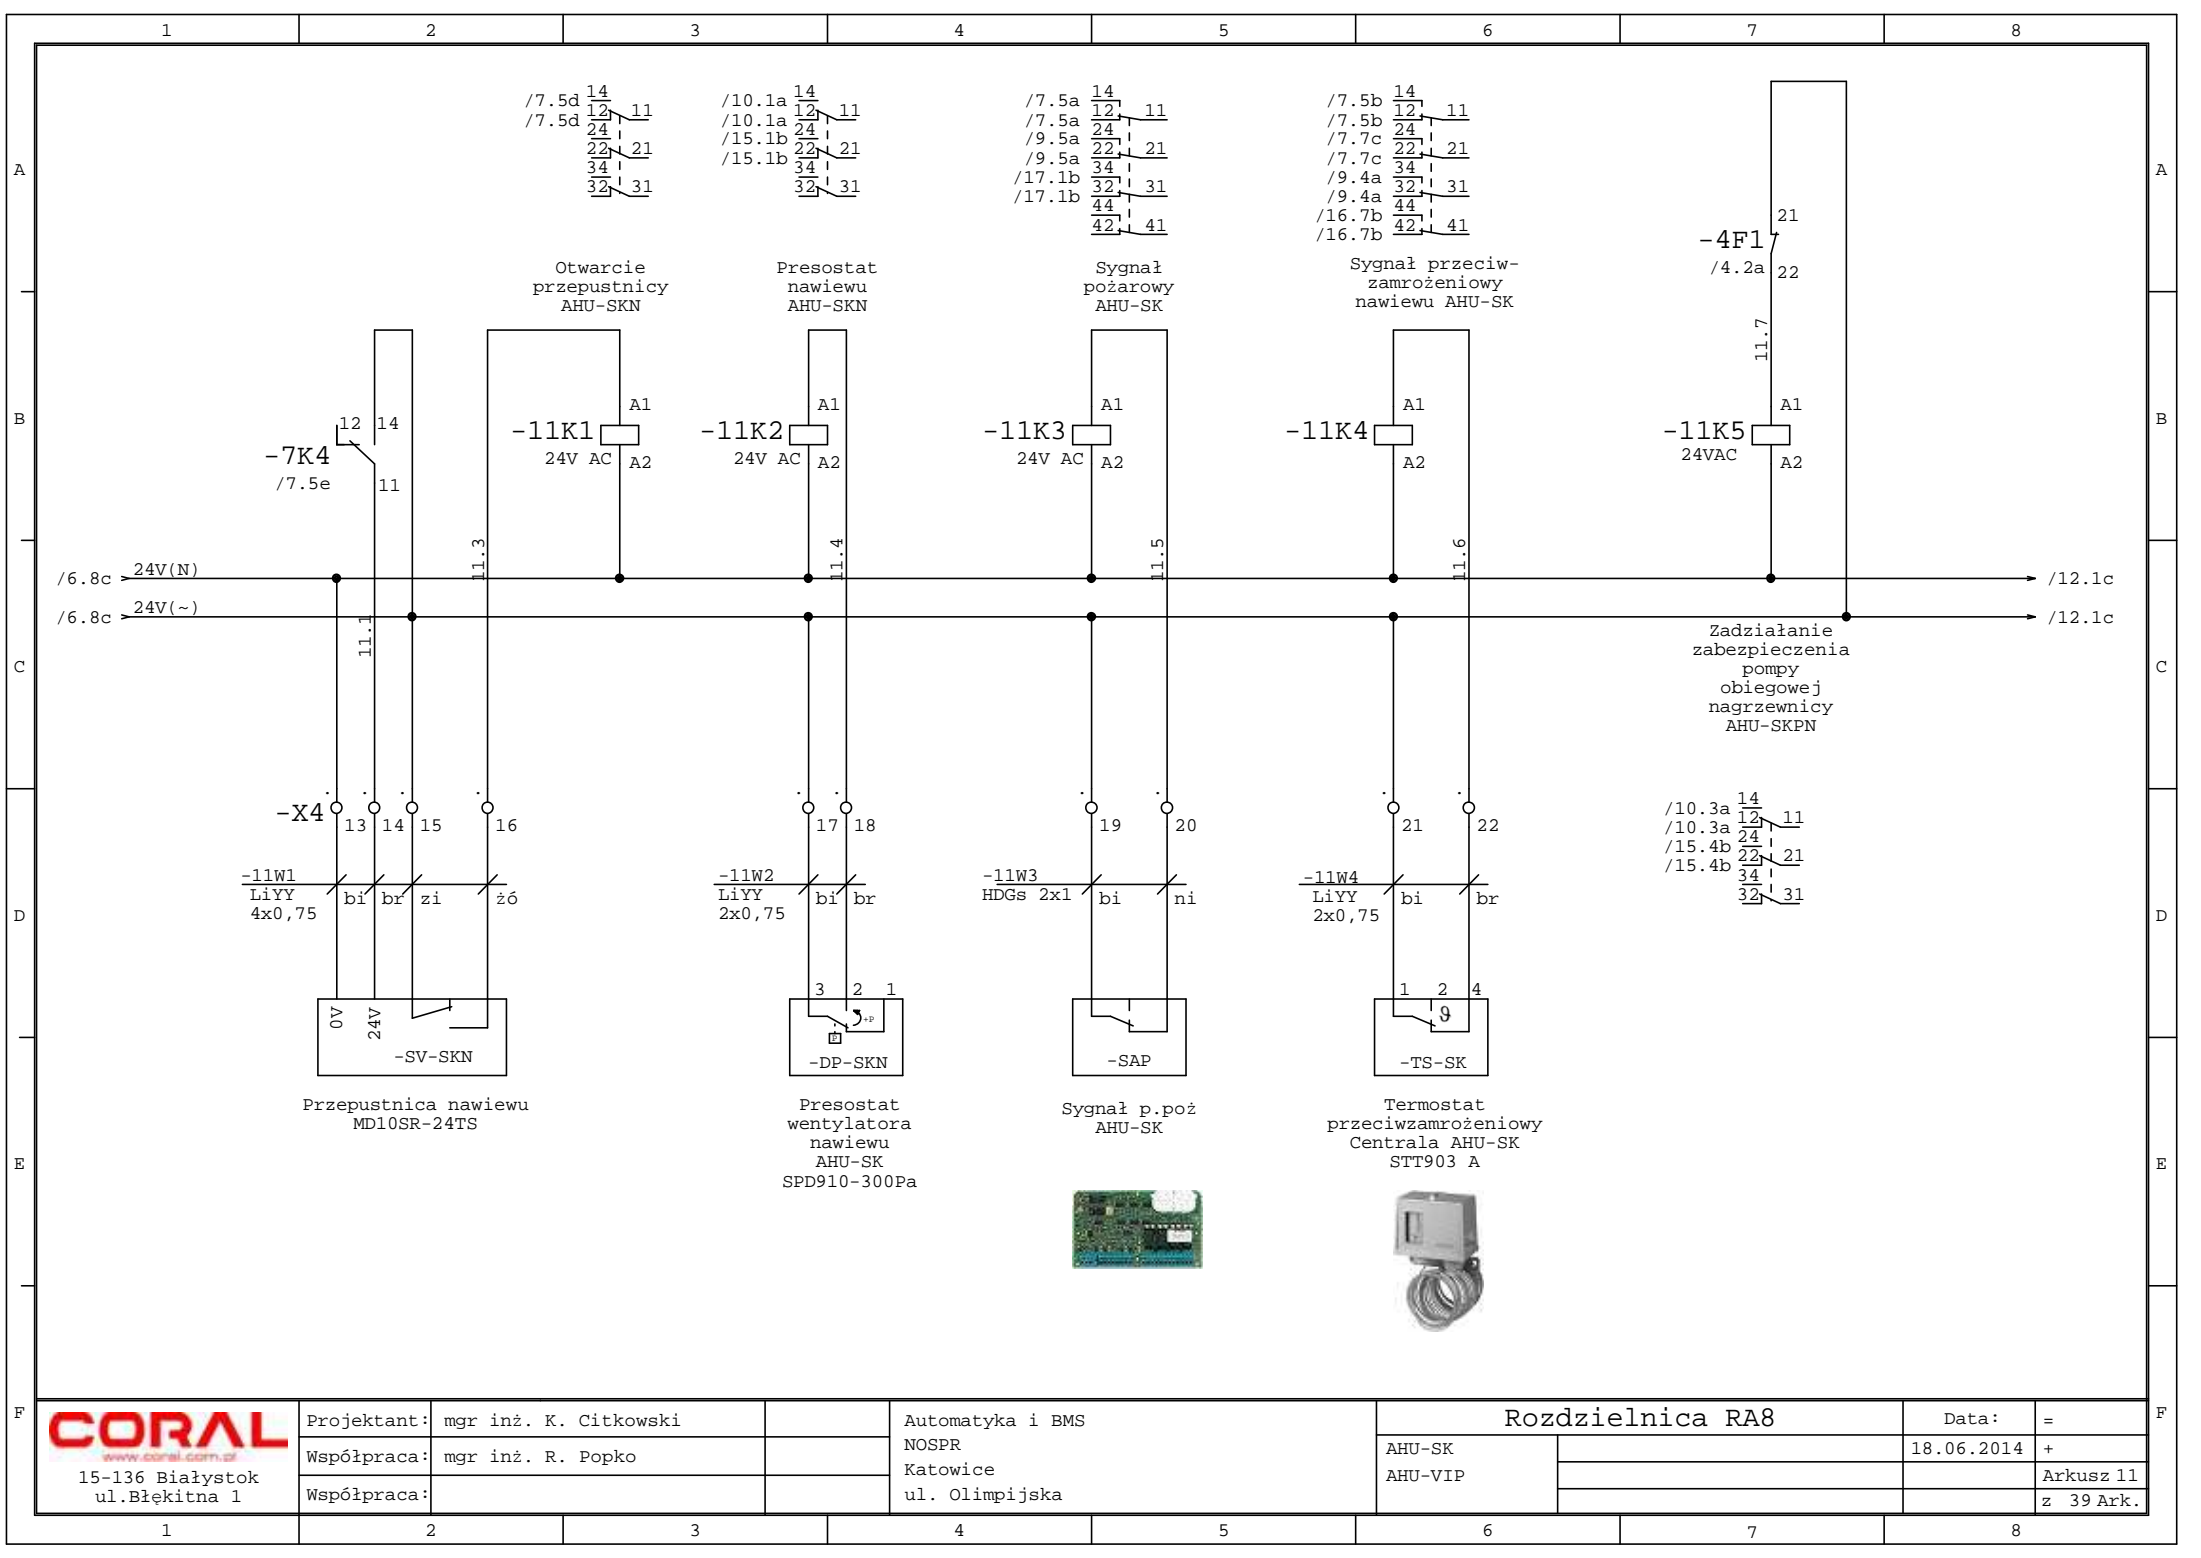 1 2 3 4 5 6 7 8
A
B
C
D
E
F
A
B
C
D
E
F
/7.5d 14
/7.5d 12 11
24
22 21
34
32 31
Otwarcie
przepustnicy
AHU-SKN
/10.1a 14
/10.1a 12 11
/15.1b 24
/15.1b 22 21
34
32 31
Presostat
nawiewu
AHU-SKN
/7.5a 14
/7.5a 12 11
/9.5a 24
/9.5a 22 21
/17.1b 34
/17.1b 32 31
44
42 41
Sygnał
pożarowy
AHU-SK
/7.5b 14
/7.5b 12 11
/7.7c 24
/7.7c 22 21
/9.4a 34
/9.4a 32 31
/16.7b 44
/16.7b 42 41
Sygnał przeciw-
zamrożeniowy
nawiewu AHU-SK
21
-4F1
/4.2a 22
11.7
12 14
-7K4
/7.5e 11
A1
-11K1
24V AC A2
A1
-11K2
24V AC A2
A1
-11K3
24V AC A2
A1
-11K4
A2
A1
-11K5
24VAC A2
11.3
11.4
11.5
11.6
/6.8c 24V(N) /12.1c
/6.8c 24V(~) /12.1c
11.1
Zadziałanie
zabezpieczenia
pompy
obiegowej
nagrzewnicy
AHU-SKPN
/10.3a 14
/10.3a 12 11
/15.4b 24
/15.4b 22 21
34
32 31
-X4 13 14 15 16 17 18 19 20 21 22
-11W1
LiYY
4x0,75
bi br zi żó
-11W2
LiYY
2x0,75
bi br
-11W3
HDGs 2x1
bi ni
-11W4
LiYY
2x0,75
bi br
0V 24V
-SV-SKN
Przepustnica nawiewu
MD10SR-24TS
3 2 1
+P
P
-DP-SKN
Presostat
wentylatora
nawiewu
AHU-SK
SPD910-300Pa
-SAP
Sygnał p.poż
AHU-SK
1 2 4
ϑ
-TS-SK
Termostat
przeciwzamrożeniowy
Centrala AHU-SK
STT903 A
CORAL
www.coral.com.pl
15-136 Białystok
ul.Błękitna 1
Projektant: mgr inż. K. Citkowski
Współpraca: mgr inż. R. Popko
Współpraca:
Automatyka i BMS
NOSPR
Katowice
ul. Olimpijska
Rozdzielnica RA8
AHU-SK
AHU-VIP
Data:
18.06.2014
=
+
Arkusz 11
z 39 Ark.
1 2 3 4 5 6 7 8